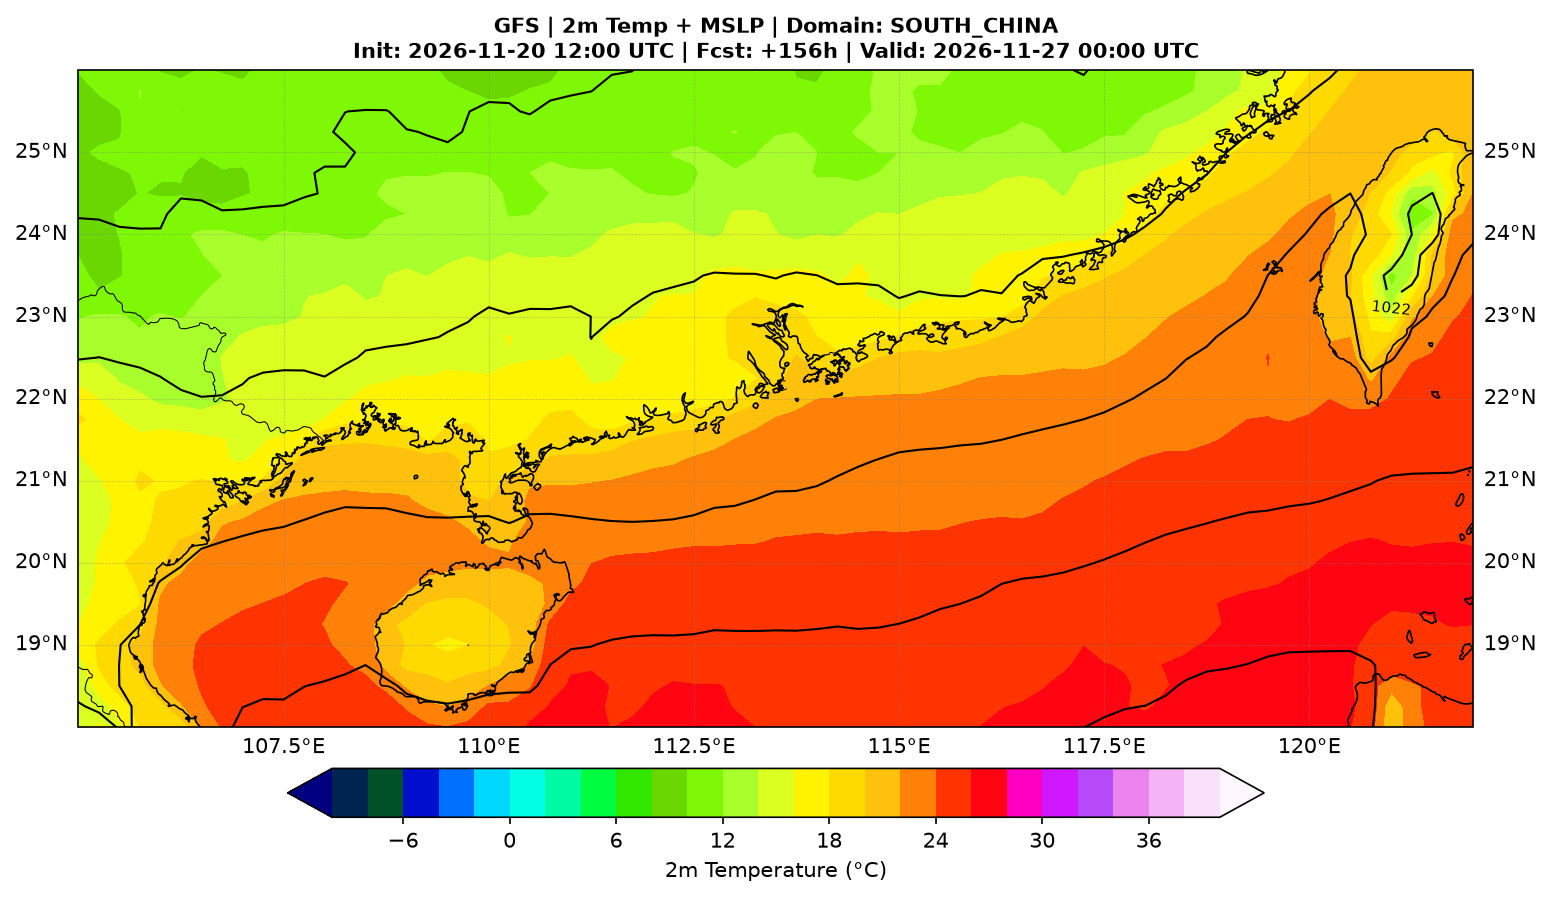 GFS | 2m Temp + MSLP | Domain: SOUTH_CHINA
Init: 2026-11-20 12:00 UTC | Fcst: +156h | Valid: 2026-11-27 00:00 UTC
25°N 25°N
24°N 24°N
1022
23°N 23°N
22°N 22°N
21°N 21°N
20°N 20°N
19°N 19°N
107.5°E 110°E 112.5°E 115°E 117.5°E 120°E
−6 0 6 12 18 24 30 36
2m Temperature (°C)